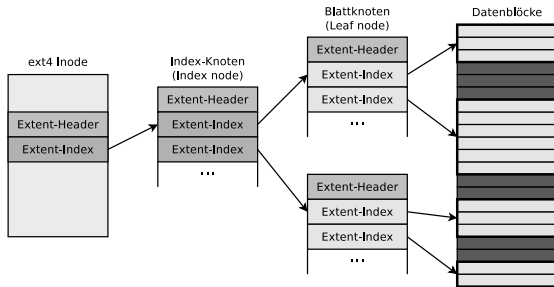 ext4 Inode
Extent-Header
Extent-Index
Index-Knoten
(Index node)
Extent-Header
Extent-Index
Extent-Index
...
Blattknoten
(Leaf node)
Extent-Header
Extent-Index
Extent-Index
...
Extent-Header
Extent-Index
Extent-Index
...
Datenblöcke